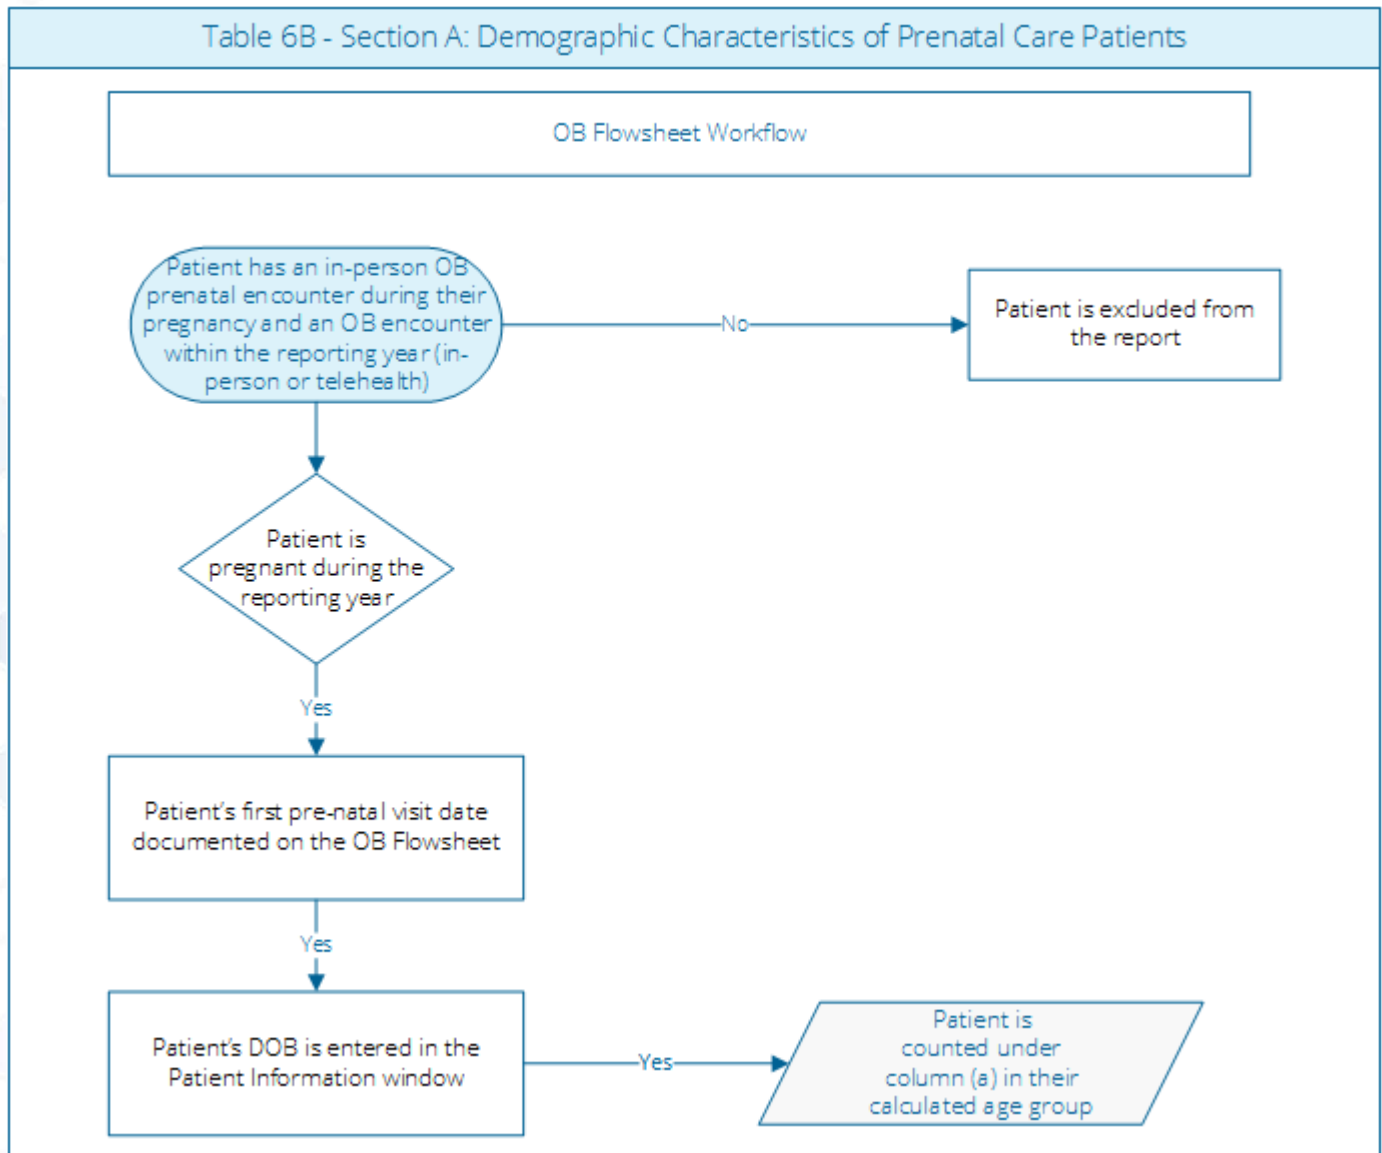 Table 6B - Section A: Demographic Characteristics of Prenatal Care Patients
OB Flowsheet Workflow
Patient has an in-person OB
prenatal encounter during their
pregnancy and an OB encounter
within the reporting year (in-
person or telehealth)
No
Patient is excluded from
the report
Patient is
pregnant during the
reporting year
Yes
Patient's first pre-natal visit date
documented on the OB Flowsheet
Yes
Patient's DOB is entered in the
Patient Information window
Yes
Patient is
counted under
column (a) in their
calculated age group